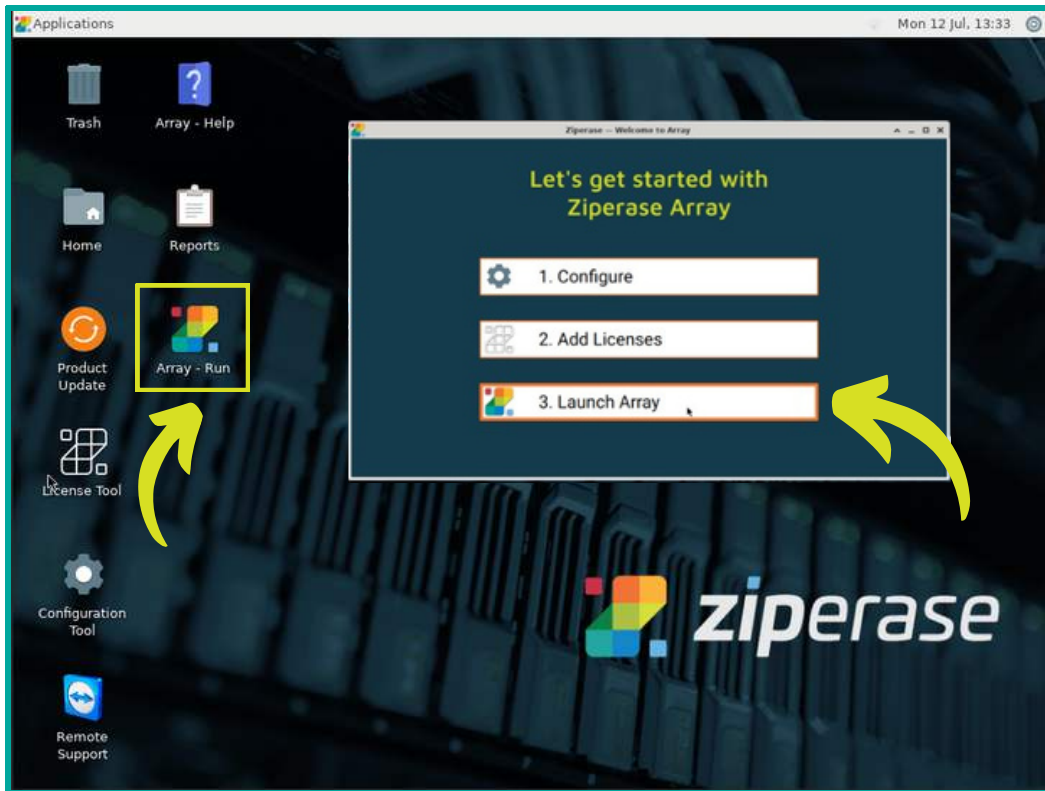 Applications
Mon 12 Jul, 13:33
Trash
Array - Help
Home
Reports
Product
Update
Array - Run
License Tool
Configuration
Tool
Remote
Support
Ziperase -- Welcome to Array
Let's get started with
Ziperase Array
1. Configure
2. Add Licenses
3. Launch Array
ziperase